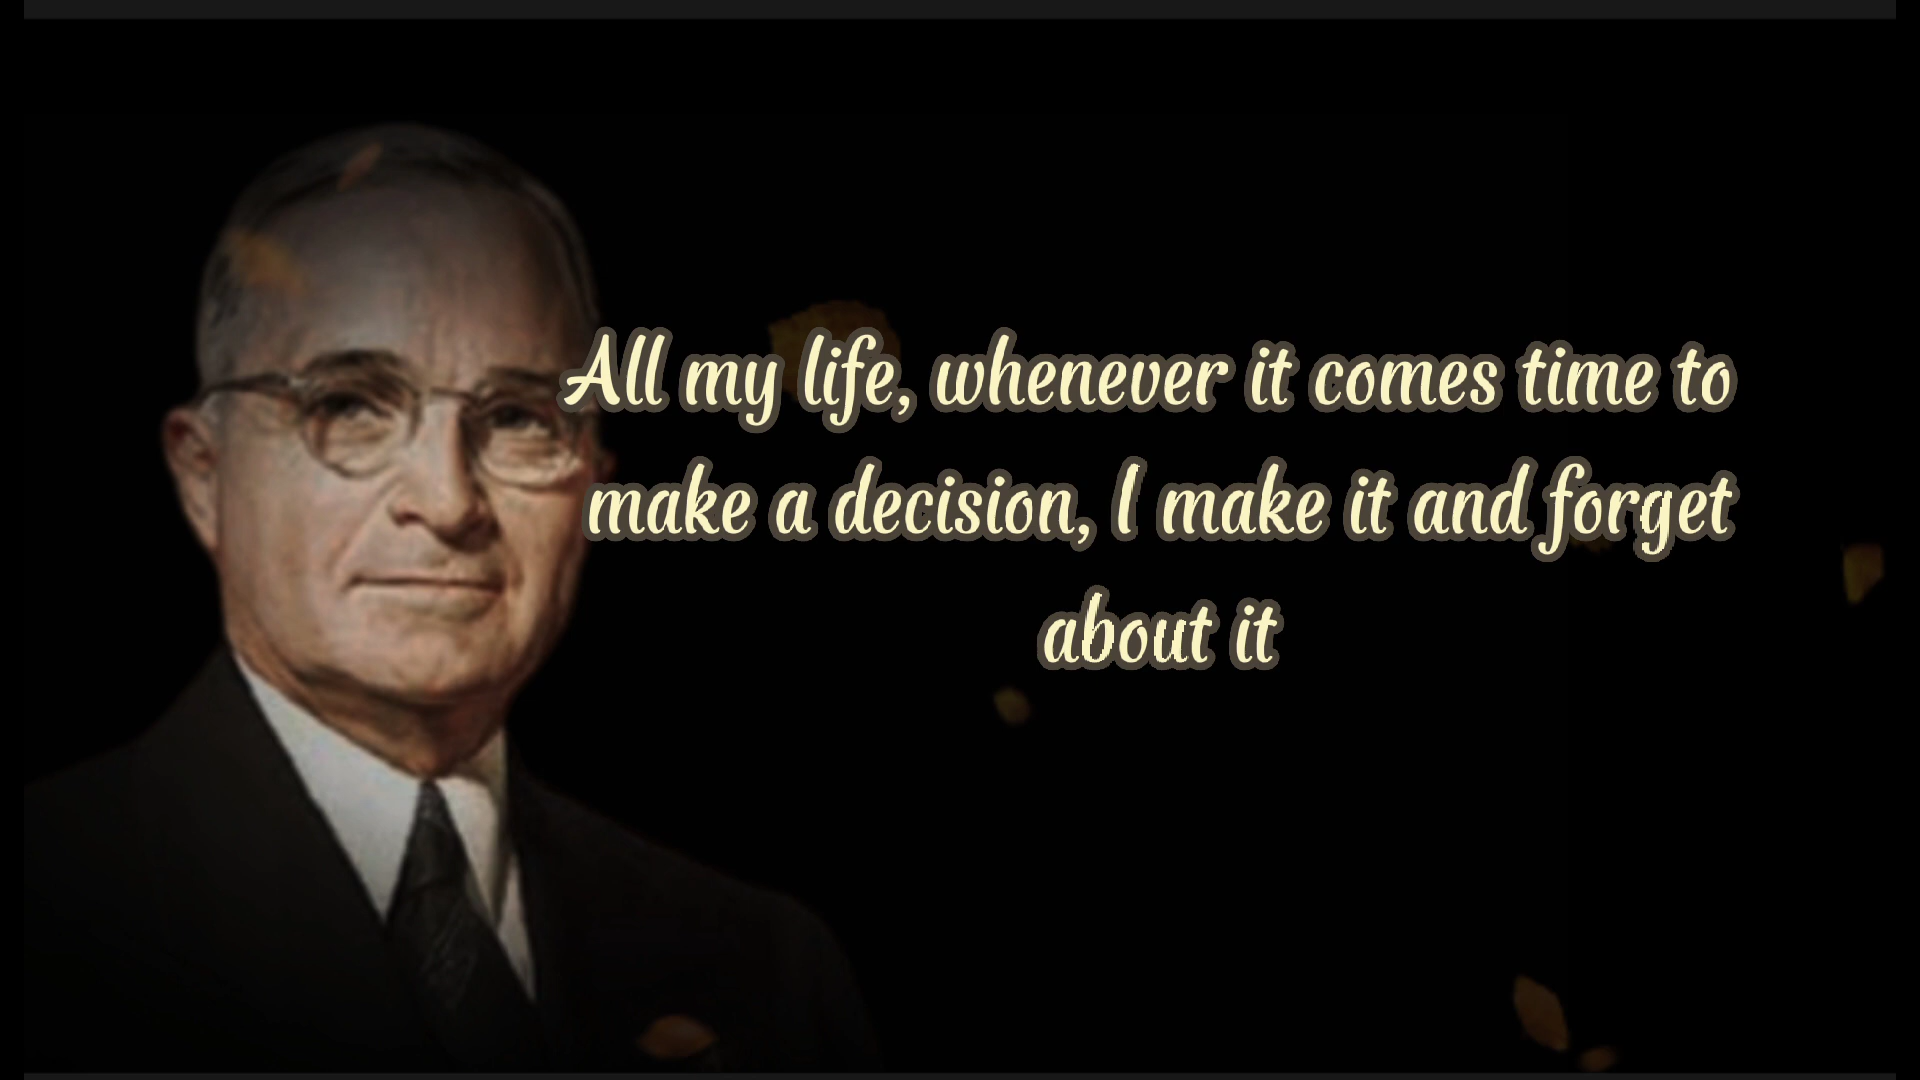 All my life, whenever it comes time to
make a decision, I make it and forget
about it